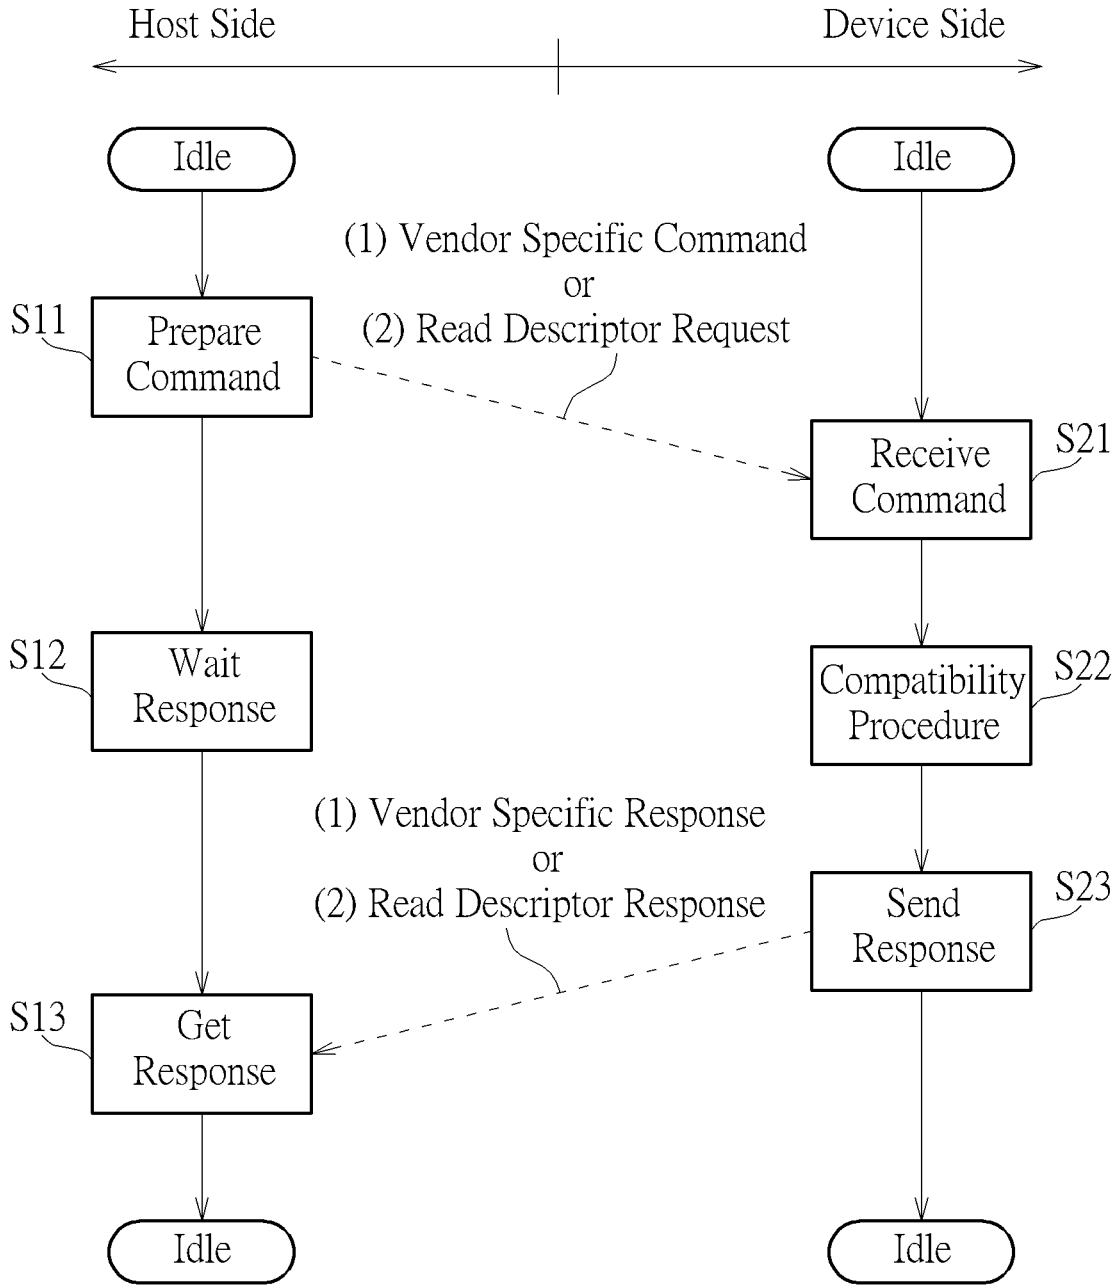 Host Side
Device Side
Idle
Idle
(1) Vendor Specific Command
or
(2) Read Descriptor Request
S11
Prepare
Command
S21
Receive
Command
S12
Wait
Response
S22
Compatibility
Procedure
(1) Vendor Specific Response
or
(2) Read Descriptor Response
S23
Send
Response
S13
Get
Response
Idle
Idle